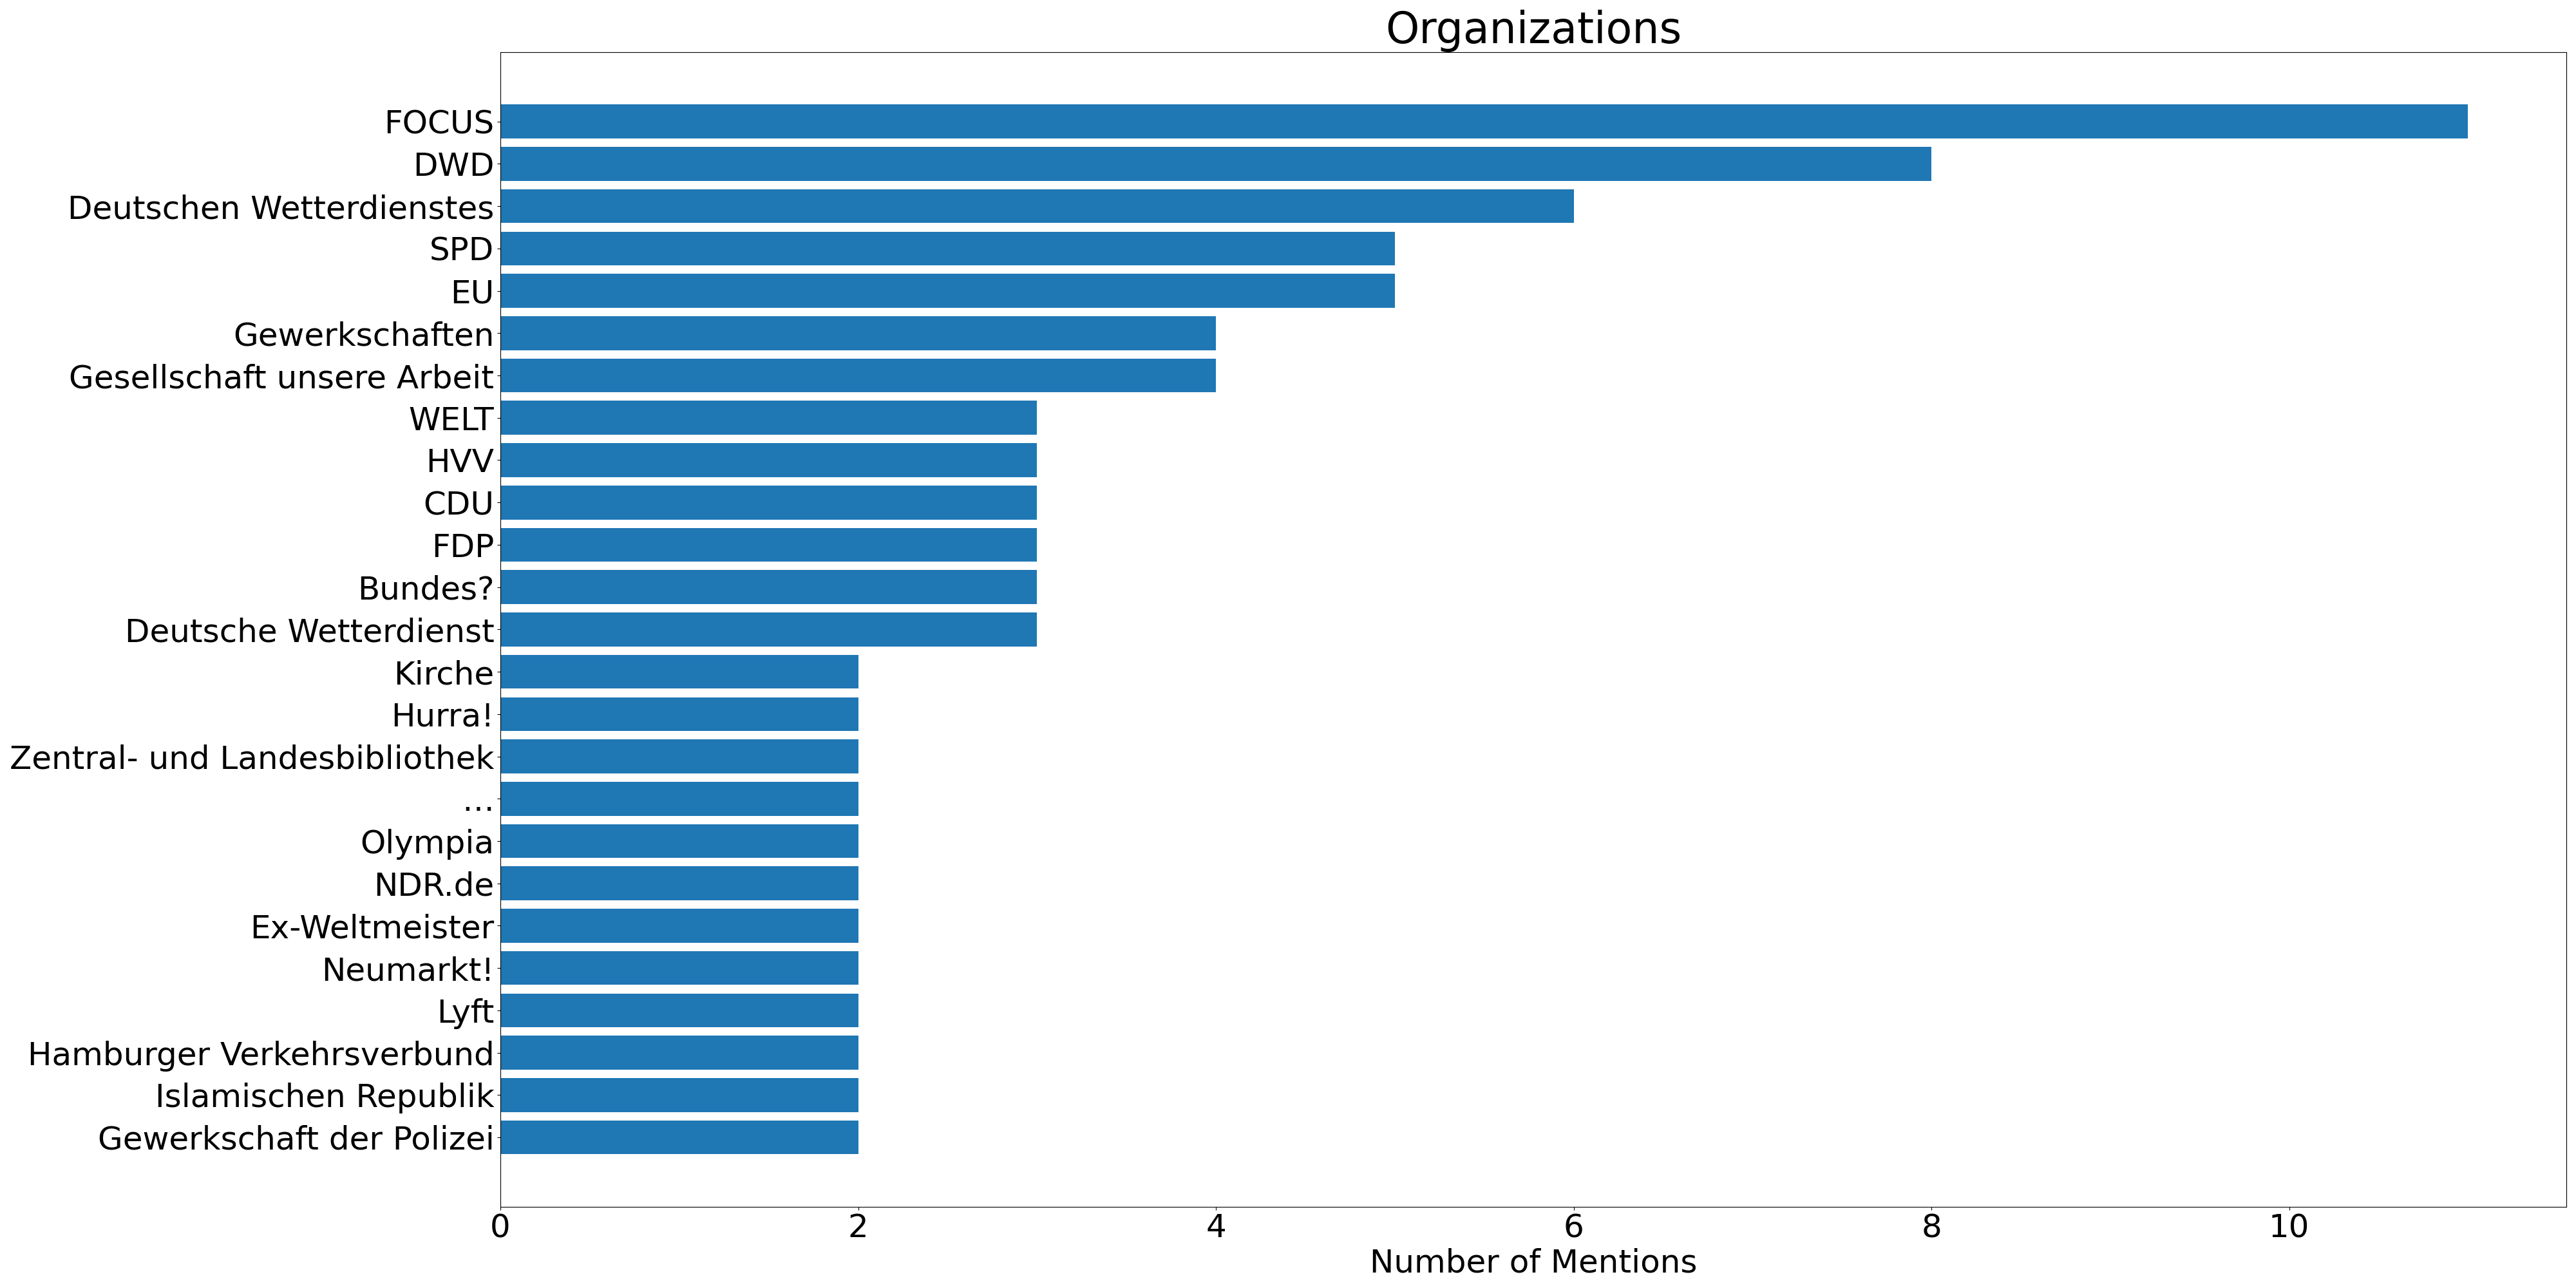 Organizations
FOCUS
DWD
Deutschen Wetterdienstes
SPD
EU
Gewerkschaften
Gesellschaft unsere Arbeit
WELT
HVV
CDU
FDP
Bundes?
Deutsche Wetterdienst
Kirche
Hurra!
Zentral- und Landesbibliothek
...
Olympia
NDR.de
Ex-Weltmeister
Neumarkt!
Lyft
Hamburger Verkehrsverbund
Islamischen Republik
Gewerkschaft der Polizei
0 2 4 6 8 10
Number of Mentions